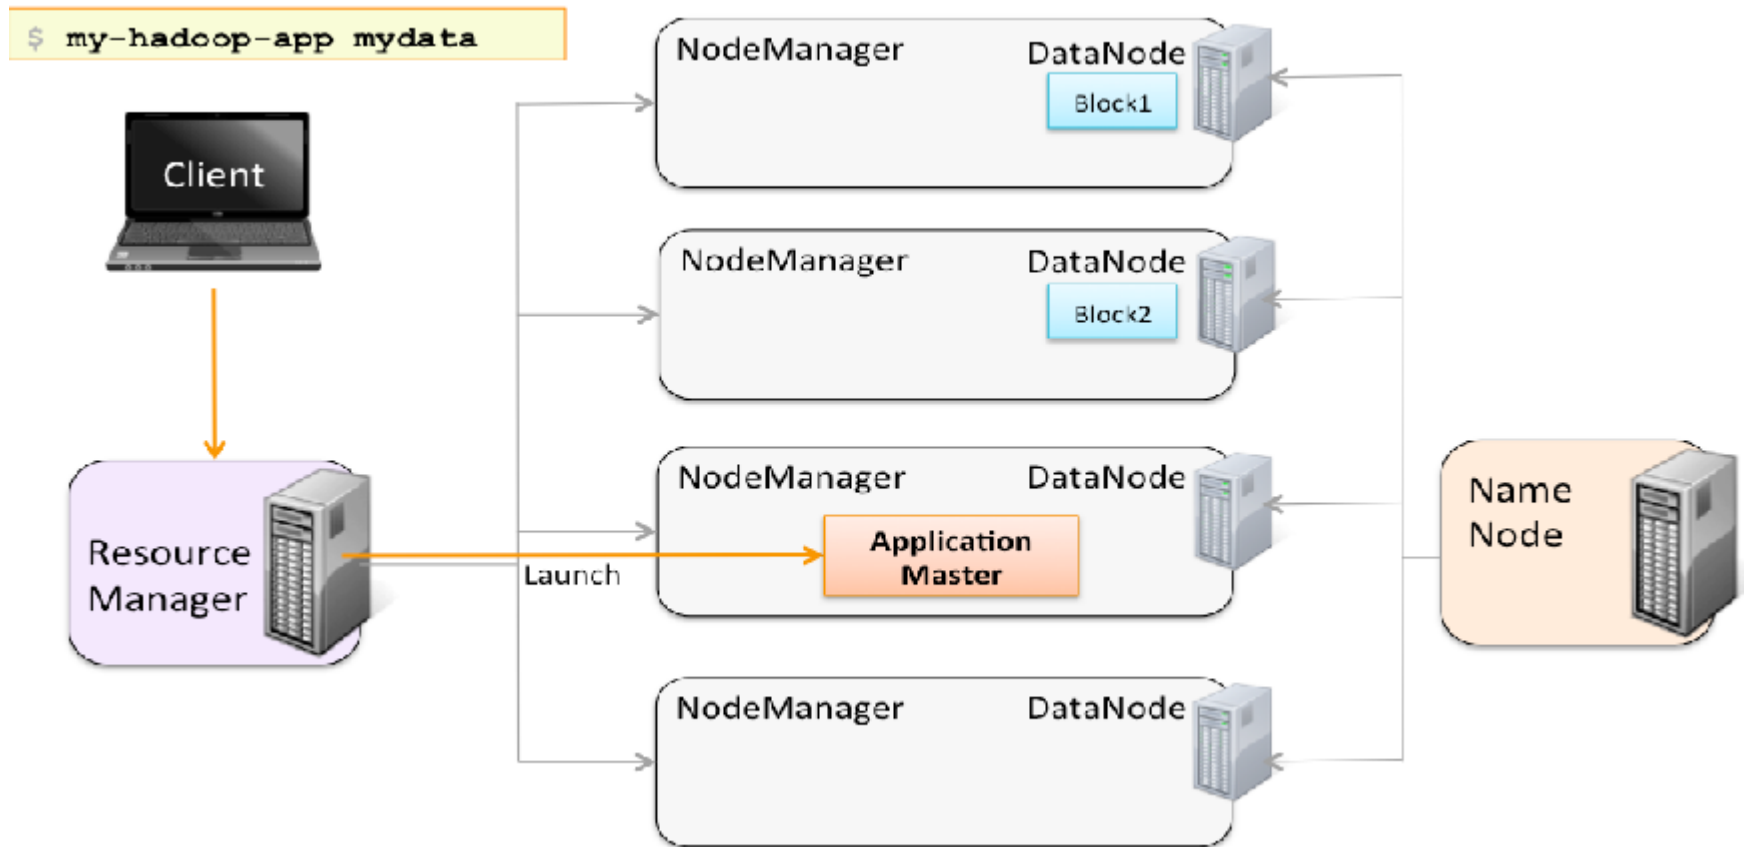 $ my-hadoop-app mydata
Client
Resource
Manager
Launch
NodeManager
DataNode
Block1
NodeManager
DataNode
Block2
NodeManager
DataNode
Application
Master
NodeManager
DataNode
Name
Node